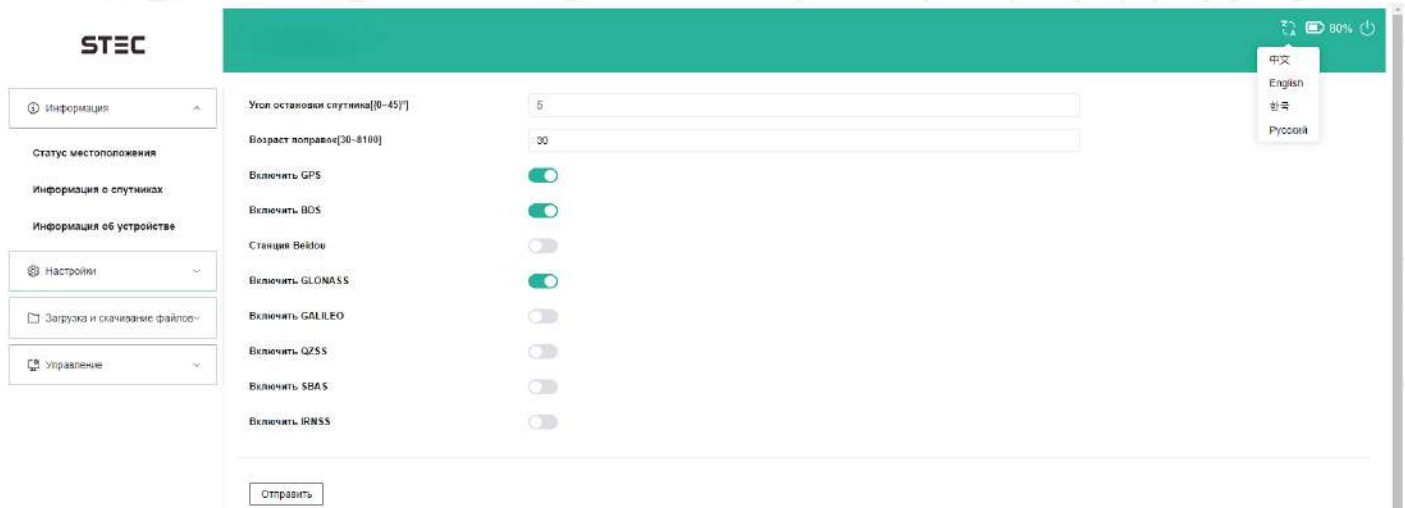 STEC
80%
中文
English
한국
Русский
Информация
Статус местоположения
Информация о спутниках
Информация об устройстве
Настройки
Загрузка и скачивание файлов
Управление
Угол остановки спутника[(0~45)°]
5
Возраст поправок[30~8100]
30
Включить GPS
Включить BDS
Станция Beidou
Включить GLONASS
Включить GALILEO
Включить QZSS
Включить SBAS
Включить IRNSS
Отправить